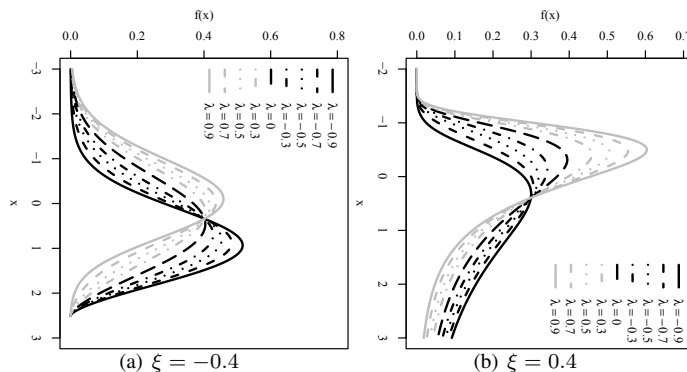 f(x)
0.0 0.2 0.4 0.6 0.8
−3 −2 −1 0 1 2 3
x
λ = −0.9
λ = −0.7
λ = −0.5
λ = −0.3
λ = 0
λ = 0.3
λ = 0.5
λ = 0.7
λ = 0.9
(a) ξ = −0.4
f(x)
0.0 0.1 0.2 0.3 0.4 0.5 0.6 0.7
−2 −1 0 1 2 3
x
λ = −0.9
λ = −0.7
λ = −0.5
λ = −0.3
λ = 0
λ = 0.3
λ = 0.5
λ = 0.7
λ = 0.9
(b) ξ = 0.4